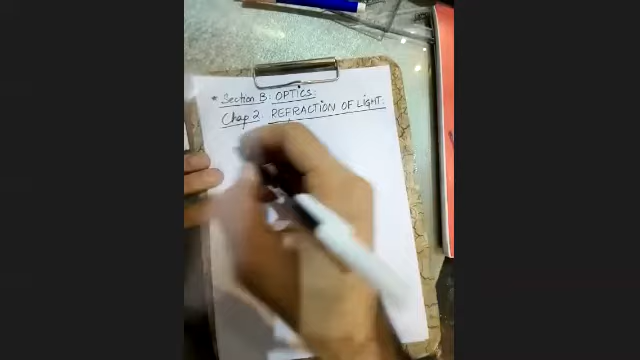 * Section B: OPTICS:
Chap 2. REFRACTION OF LIGHT: